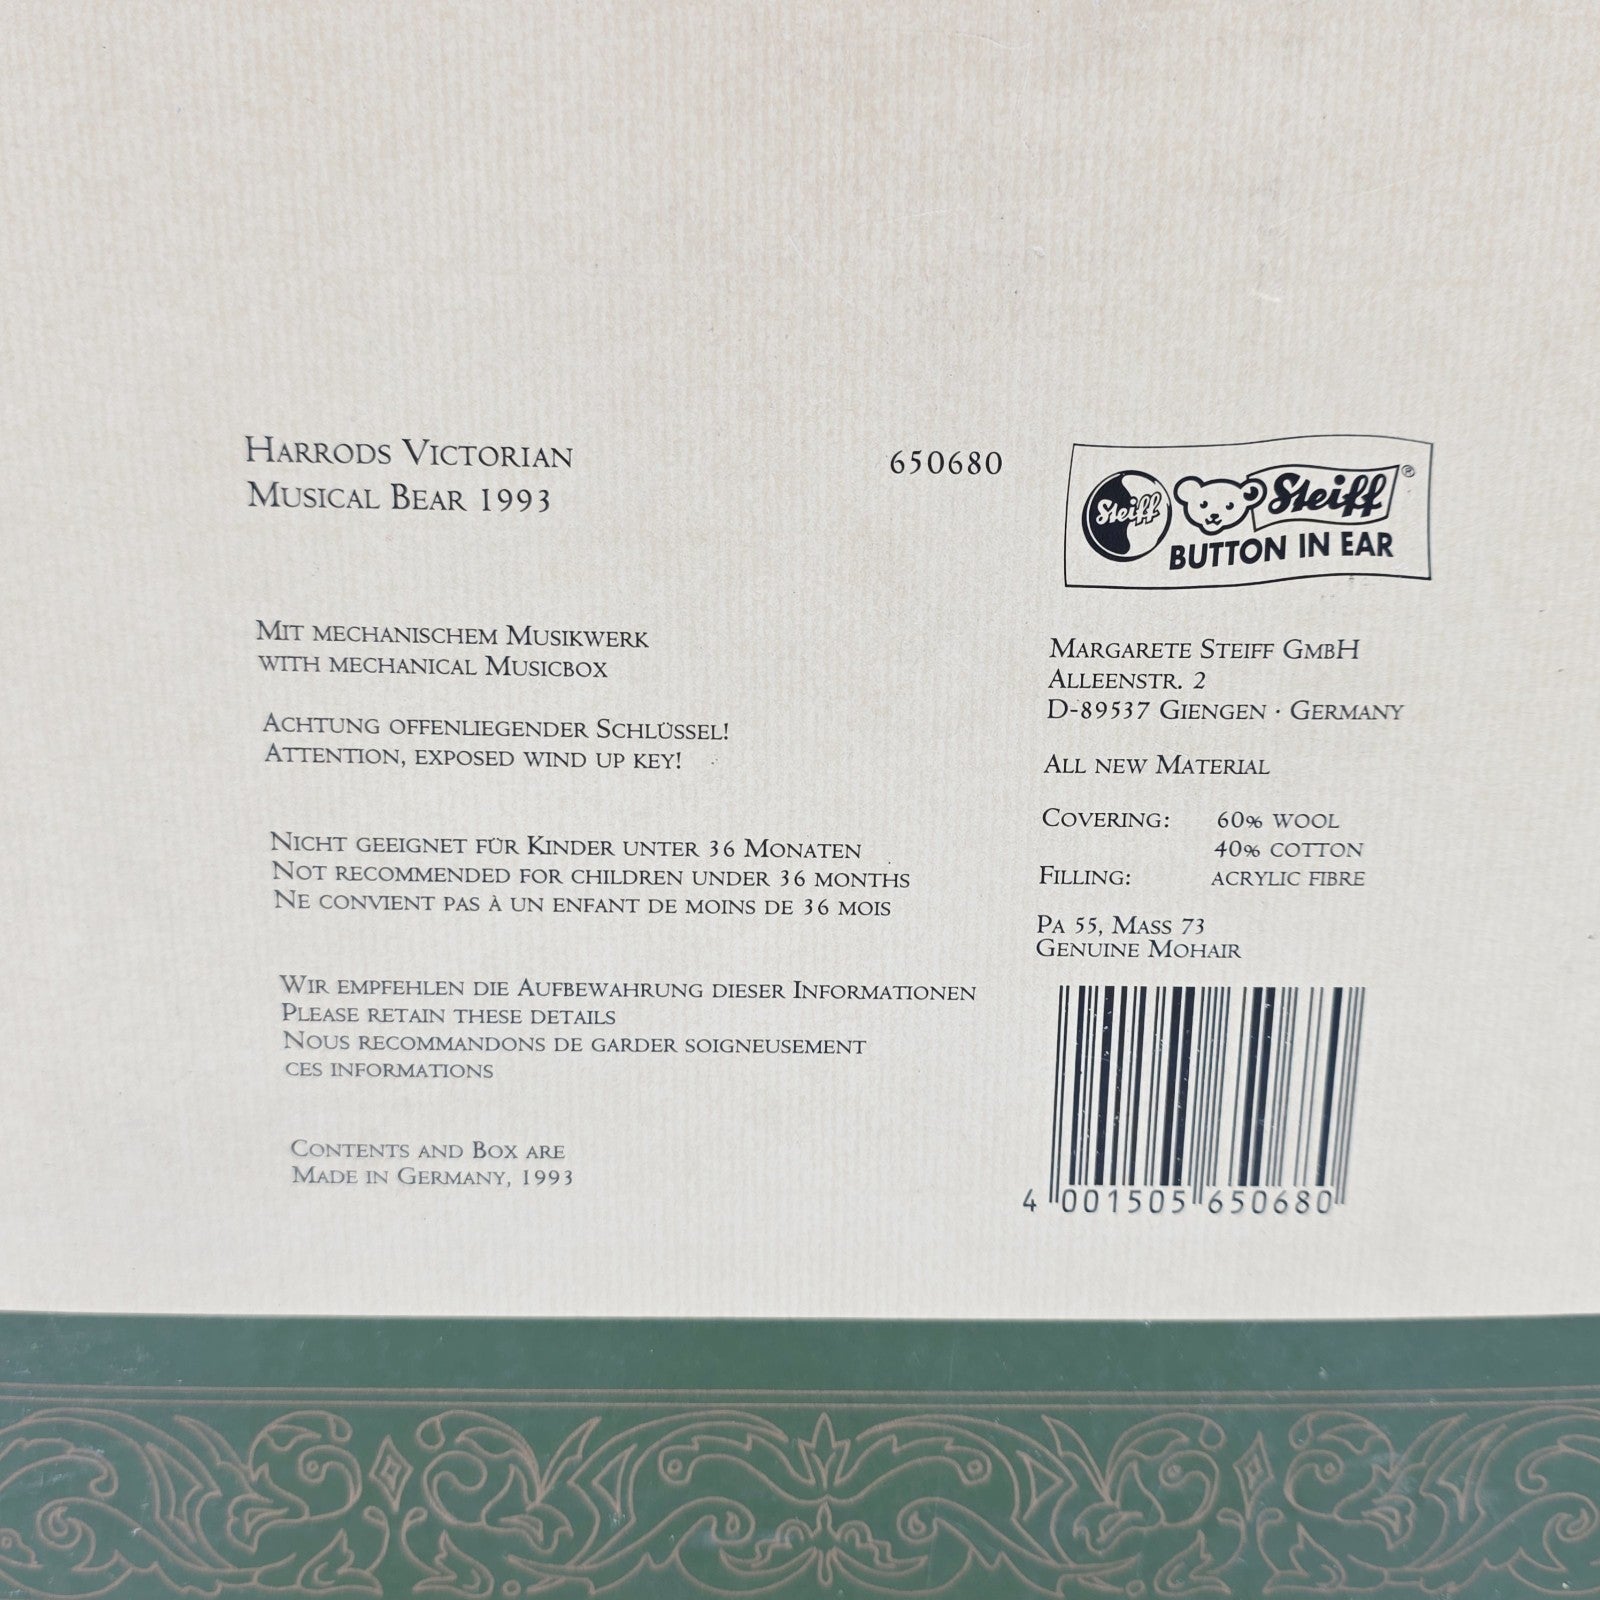 HARRODS VICTORIAN
MUSICAL BEAR 1993
650680
Steiff Steiff®
BUTTON IN EAR
MIT MECHANISCHEM MUSIKWERK
WITH MECHANICAL MUSICBOX
ACHTUNG OFFENLIEGENDER SCHLÜSSEL!
ATTENTION, EXPOSED WIND UP KEY!
NICHT GEEIGNET FÜR KINDER UNTER 36 MONATEN
NOT RECOMMENDED FOR CHILDREN UNDER 36 MONTHS
NE CONVIENT PAS À UN ENFANT DE MOINS DE 36 MOIS
WIR EMPFEHLEN DIE AUFBEWAHRUNG DIESER INFORMATIONEN
PLEASE RETAIN THESE DETAILS
NOUS RECOMMANDONS DE GARDER SOIGNEUSEMENT
CES INFORMATIONS
CONTENTS AND BOX ARE
MADE IN GERMANY, 1993
MARGARETE STEIFF GMBH
ALLEENSTR. 2
D-89537 GIENGEN · GERMANY
ALL NEW MATERIAL
COVERING: 60% WOOL
40% COTTON
FILLING: ACRYLIC FIBRE
PA 55, MASS 73
GENUINE MOHAIR
4 001505 650680